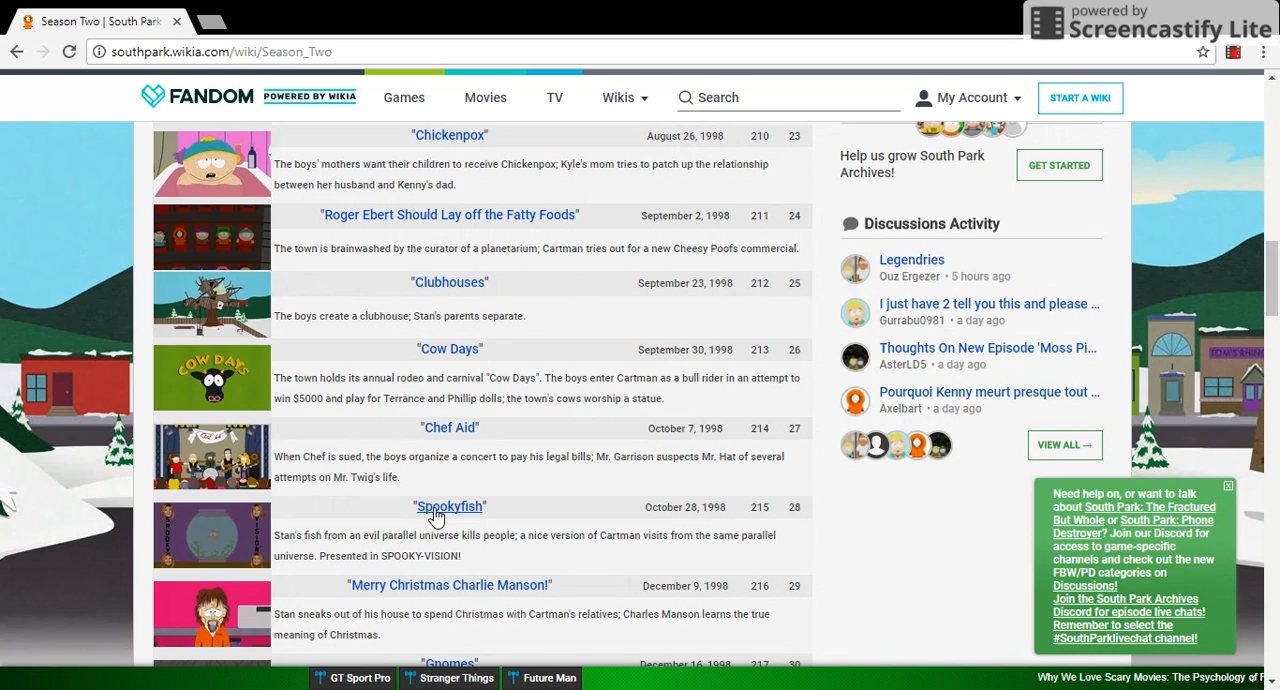 powered by
Screencastify Lite
Season Two | South Park
southpark.wikia.com/wiki/Season_Two
FANDOM POWERED BY WIKIA
Games Movies TV Wikis Search My Account START A WIKI
"Chickenpox" August 26, 1998 210 23
The boys' mothers want their children to receive Chickenpox; Kyle's mom tries to patch up the relationship
between her husband and Kenny's dad.
"Roger Ebert Should Lay off the Fatty Foods" September 2, 1998 211 24
The town is brainwashed by the curator of a planetarium; Cartman tries out for a new Cheesy Poofs commercial.
"Clubhouses" September 23, 1998 212 25
The boys create a clubhouse; Stan's parents separate.
COW DAYS
"Cow Days" September 30, 1998 213 26
The town holds its annual rodeo and carnival "Cow Days". The boys enter Cartman as a bull rider in an attempt to
win $5000 and play for Terrance and Phillip dolls; the town's cows worship a statue.
Chef Aid
"Chef Aid" October 7, 1998 214 27
When Chef is sued, the boys organize a concert to pay his legal bills; Mr. Garrison suspects Mr. Hat of several
attempts on Mr. Twig's life.
SPOOKY
VISION
"Spookyfish" October 28, 1998 215 28
Stan's fish from an evil parallel universe kills people; a nice version of Cartman visits from the same parallel
universe. Presented in SPOOKY-VISION!
"Merry Christmas Charlie Manson!" December 9, 1998 216 29
Stan sneaks out of his house to spend Christmas with Cartman's relatives; Charles Manson learns the true
meaning of Christmas.
"Gnomes" December 16, 1998 217 30
Help us grow South Park
Archives!
GET STARTED
Discussions Activity
Legendries
Ouz Ergezer • 5 hours ago
I just have 2 tell you this and please ...
Gurrabu0981 • a day ago
Thoughts On New Episode 'Moss Pi...
AsterLD5 • a day ago
Pourquoi Kenny meurt presque tout ...
Axelbart • a day ago
VIEW ALL →
TOM'S RHINO
Need help on, or want to talk
about South Park: The Fractured
But Whole or South Park: Phone
Destroyer? Join our Discord for
access to game-specific
channels and check out the new
FBW/PD categories on
Discussions!
Join the South Park Archives
Discord for episode live chats!
Remember to select the
#SouthParklivechat channel!
GT Sport Pro Stranger Things Future Man
Why We Love Scary Movies: The Psychology of F